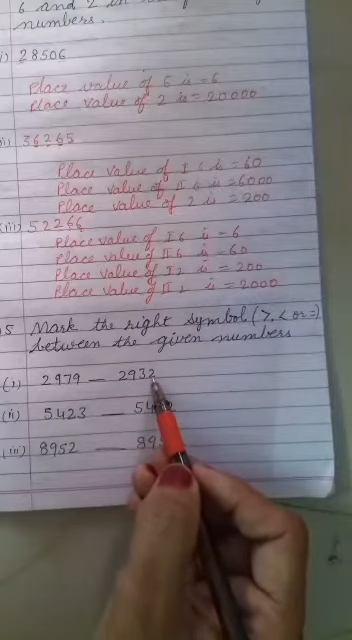 6 and 2 in
numbers.
i) 28506
Place value of 6 is = 6
Place value of 2 is = 20000
ii) 36265
Place value of I 6 is = 60
Place value of II 6 is = 6000
Place value of 2 is = 200
(iii) 52266
Place value of I 6 is = 6
Place value of II 6 is = 60
Place value of I 2 is = 200
Place value of II 2 is = 2000
5 Mark the right symbol (>, < or =)
between the given numbers
(i) 2979 — 2932
(ii) 5423 —
(iii) 8952 —